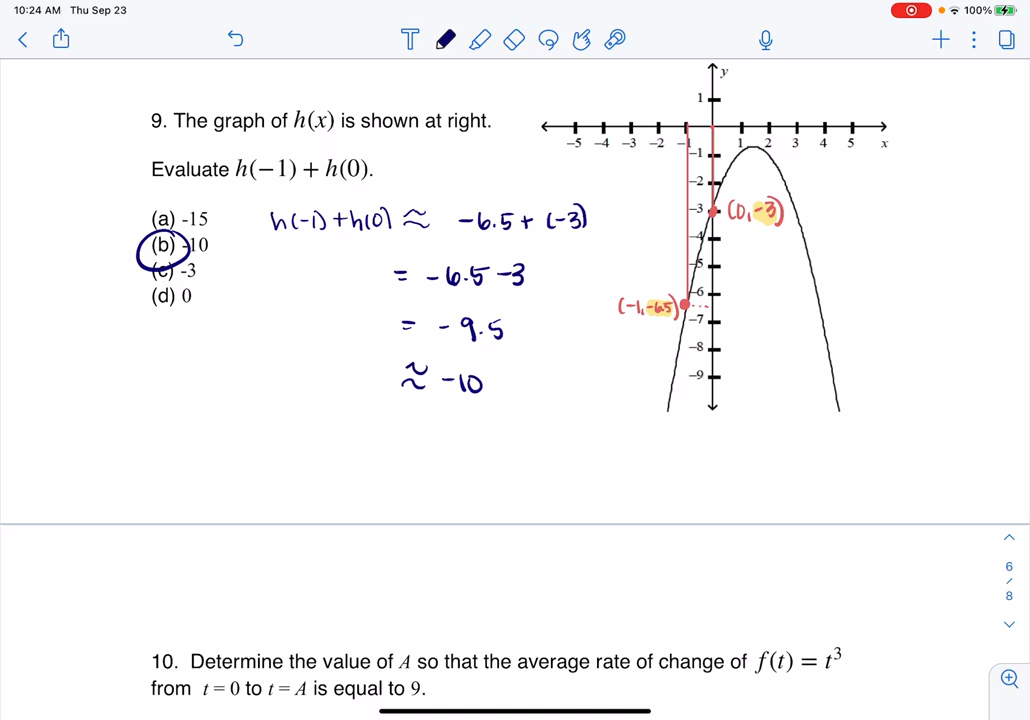 10:24 AM Thu Sep 23
100%
T
9. The graph of h(x) is shown at right.
Evaluate h(−1) + h(0).
(a) -15
(b) -10
(c) -3
(d) 0
h(-1)+h(0) ≈ -6.5 + (-3)
= -6.5 -3
= -9.5
≈ -10
y
1
-5 -4 -3 -2 -1 1 2 3 4 5 x
-1
-2
-3
(0,-3)
-4
-5
-6
(-1,-6.5)
-7
-8
-9
6
/
8
10. Determine the value of A so that the average rate of change of f(t) = t³
from t = 0 to t = A is equal to 9.